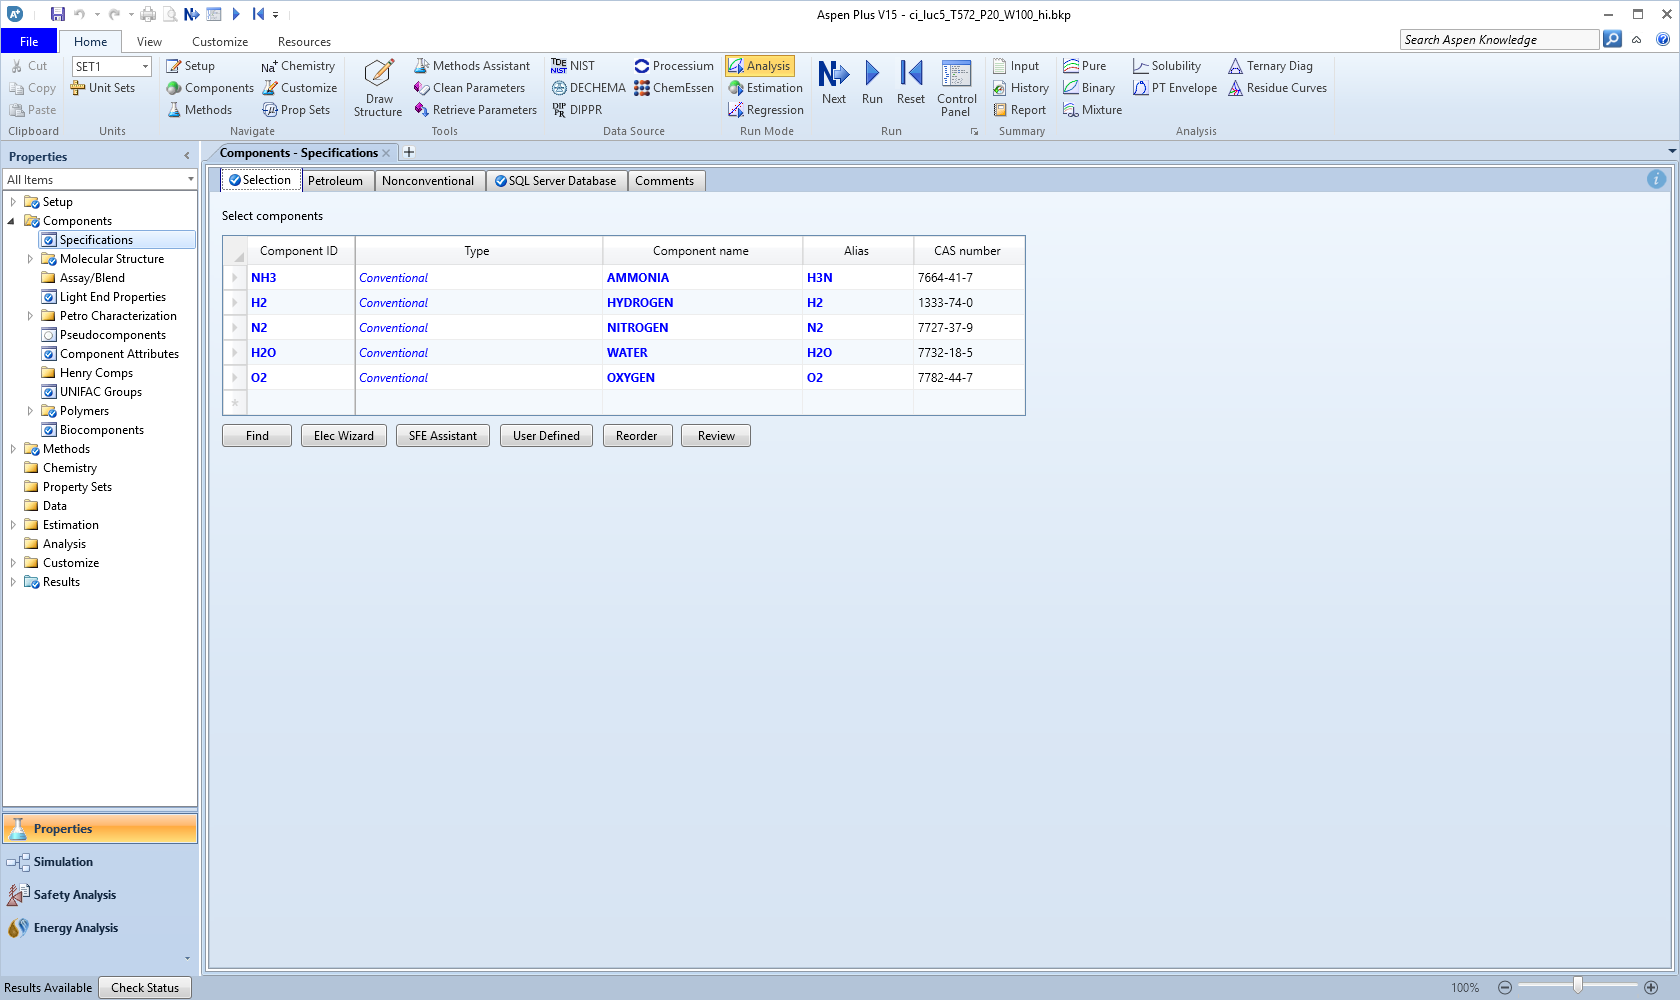 Aspen Plus V15 - ci_luc5_T572_P20_W100_hi.bkp
File Home View Customize Resources
Search Aspen Knowledge
Cut
Copy
Paste
Clipboard
SET1
Unit Sets
Units
Setup
Components
Methods
Na+ Chemistry
Customize
Prop Sets
Navigate
Draw
Structure
Methods Assistant
Clean Parameters
Retrieve Parameters
Tools
NIST
DECHEMA
DIPPR
Processium
ChemEssen
Data Source
Analysis
Estimation
Regression
Run Mode
Next
Run
Reset
Control
Panel
Run
Input
History
Report
Summary
Pure
Binary
Mixture
Solubility
PT Envelope
Ternary Diag
Residue Curves
Analysis
Properties
All Items
Setup
Components
Specifications
Molecular Structure
Assay/Blend
Light End Properties
Petro Characterization
Pseudocomponents
Component Attributes
Henry Comps
UNIFAC Groups
Polymers
Biocomponents
Methods
Chemistry
Property Sets
Data
Estimation
Analysis
Customize
Results
Properties
Simulation
Safety Analysis
Energy Analysis
Components - Specifications
Selection Petroleum Nonconventional SQL Server Database Comments
Select components
Component ID Type Component name Alias CAS number
NH3 Conventional AMMONIA H3N 7664-41-7
H2 Conventional HYDROGEN H2 1333-74-0
N2 Conventional NITROGEN N2 7727-37-9
H2O Conventional WATER H2O 7732-18-5
O2 Conventional OXYGEN O2 7782-44-7
Find Elec Wizard SFE Assistant User Defined Reorder Review
Results Available Check Status 100%